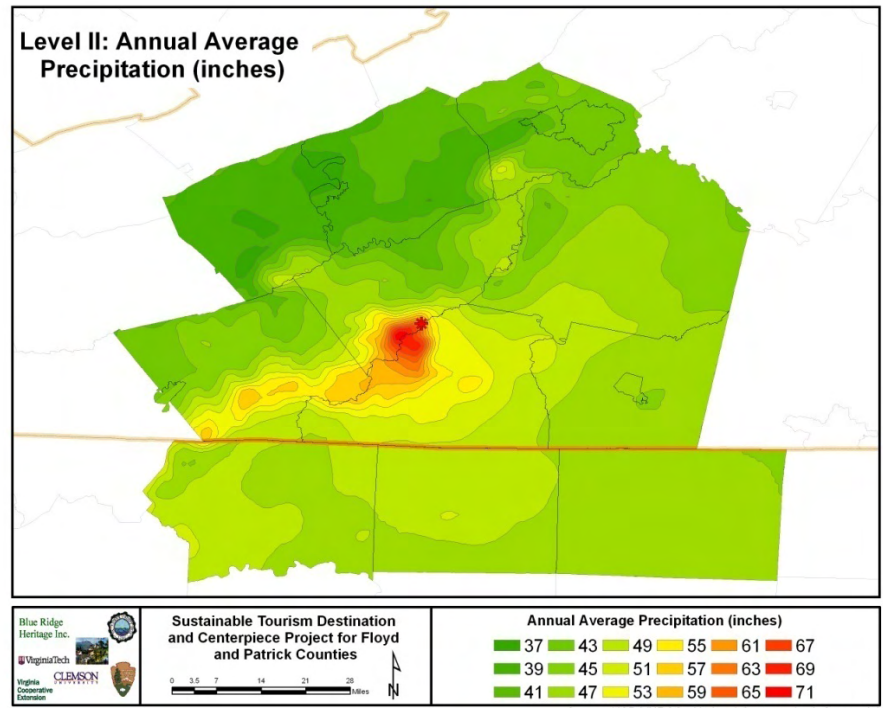 Level II: Annual Average
Precipitation (inches)
Blue Ridge
Heritage Inc.
VirginiaTech
CLEMSON
UNIVERSITY
Virginia
Cooperative
Extension
Sustainable Tourism Destination
and Centerpiece Project for Floyd
and Patrick Counties
0 3.5 7 14 21 28
Miles
N
Annual Average Precipitation (inches)
37 43 49 55 61 67
39 45 51 57 63 69
41 47 53 59 65 71